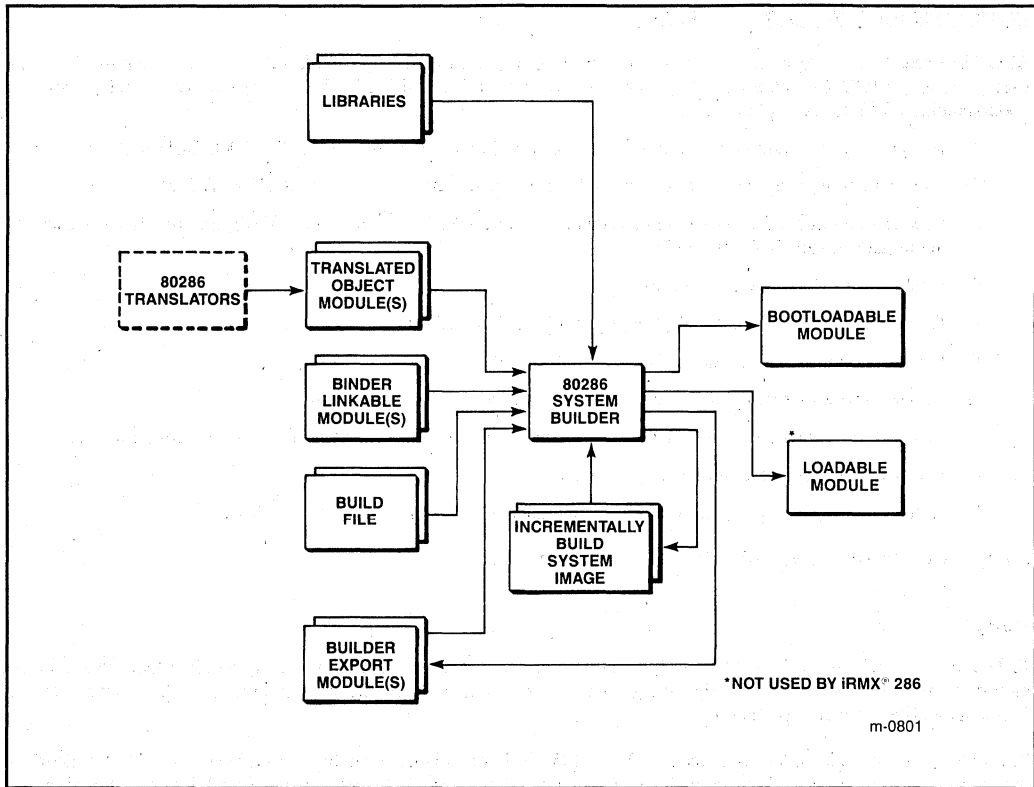 LIBRARIES
80286
TRANSLATORS
TRANSLATED
OBJECT
MODULE(S)
BINDER
LINKABLE
MODULE(S)
BUILD
FILE
BUILDER
EXPORT
MODULE(S)
80286
SYSTEM
BUILDER
INCREMENTALLY
BUILD
SYSTEM
IMAGE
BOOTLOADABLE
MODULE
*
LOADABLE
MODULE
*NOT USED BY iRMX® 286
m-0801